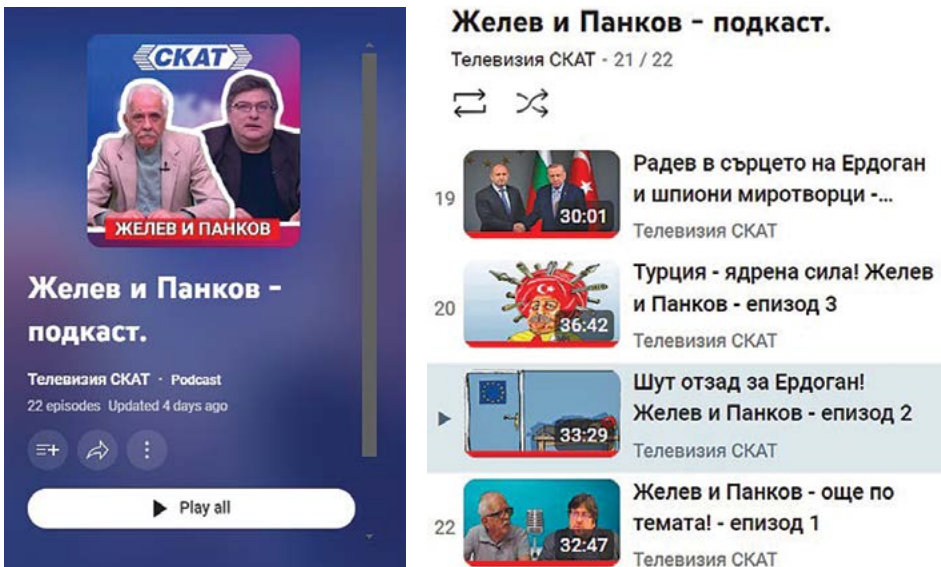 СКАТ
ЖЕЛЕВ И ПАНКОВ
Желев и Панков -
подкаст.
Телевизия СКАТ · Podcast
22 episodes Updated 4 days ago
Play all
Желев и Панков - подкаст.
Телевизия СКАТ - 21 / 22
19
Радев в сърцето на Ердоган
и шпиони миротворци -...
30:01
Телевизия СКАТ
20
Турция - ядрена сила! Желев
и Панков - епизод 3
36:42
Телевизия СКАТ
Шут отзад за Ердоган!
Желев и Панков - епизод 2
33:29
Телевизия СКАТ
22
Желев и Панков - още по
темата! - епизод 1
32:47
Телевизия СКАТ